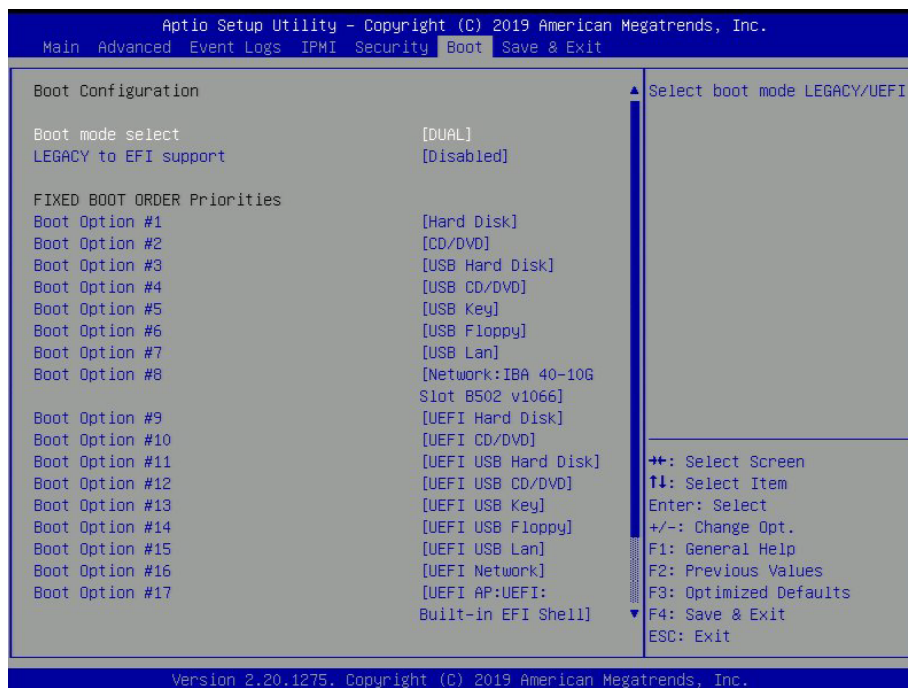 Aptio Setup Utility – Copyright (C) 2019 American Megatrends, Inc.
Main Advanced Event Logs IPMI Security Boot Save & Exit
Boot Configuration
Select boot mode LEGACY/UEFI
Boot mode select [DUAL]
LEGACY to EFI support [Disabled]
FIXED BOOT ORDER Priorities
Boot Option #1 [Hard Disk]
Boot Option #2 [CD/DVD]
Boot Option #3 [USB Hard Disk]
Boot Option #4 [USB CD/DVD]
Boot Option #5 [USB Key]
Boot Option #6 [USB Floppy]
Boot Option #7 [USB Lan]
Boot Option #8 [Network:IBA 40-10G
Slot B502 v1066]
Boot Option #9 [UEFI Hard Disk]
Boot Option #10 [UEFI CD/DVD]
Boot Option #11 [UEFI USB Hard Disk]
Boot Option #12 [UEFI USB CD/DVD]
Boot Option #13 [UEFI USB Key]
Boot Option #14 [UEFI USB Floppy]
Boot Option #15 [UEFI USB Lan]
Boot Option #16 [UEFI Network]
Boot Option #17 [UEFI AP:UEFI:
Built-in EFI Shell]
→←: Select Screen
↑↓: Select Item
Enter: Select
+/-: Change Opt.
F1: General Help
F2: Previous Values
F3: Optimized Defaults
F4: Save & Exit
ESC: Exit
Version 2.20.1275. Copyright (C) 2019 American Megatrends, Inc.